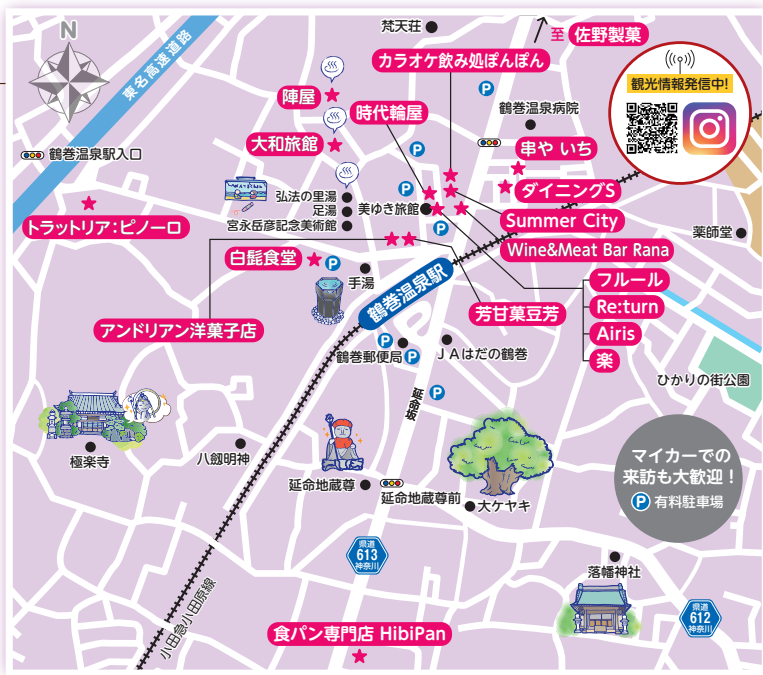 梵天荘
至 佐野製菓
N
東名高速道路
カラオケ飲み処ぽんぽん
P
観光情報発信中!
陽屋
時代輪屋
鶴巻温泉病院
大和旅館
串や いち
鶴巻温泉駅入口
P
ダイニングS
弘法の里湯
足湯
宮永岳彦記念美術館
美ゆき旅館
P
Summer City
トラットリア:ピノーロ
P
薬師堂
Wine&Meat Bar Rana
白髭食堂
P
手湯
鶴巻温泉駅
フルール
Re:turn
Airis
楽
芳甘菓豆芳
アンドリアン洋菓子店
P
鶴巻郵便局
P
JAはだの鶴巻
ひかりの街公園
延命坂
P
マイカーでの
来訪も大歓迎!
P 有料駐車場
極楽寺
八劔明神
延命地蔵尊
延命地蔵尊前
大ケヤキ
県道
613
神奈川
落幡神社
県道
612
神奈川
小田急小田原線
食パン専門店 HibiPan